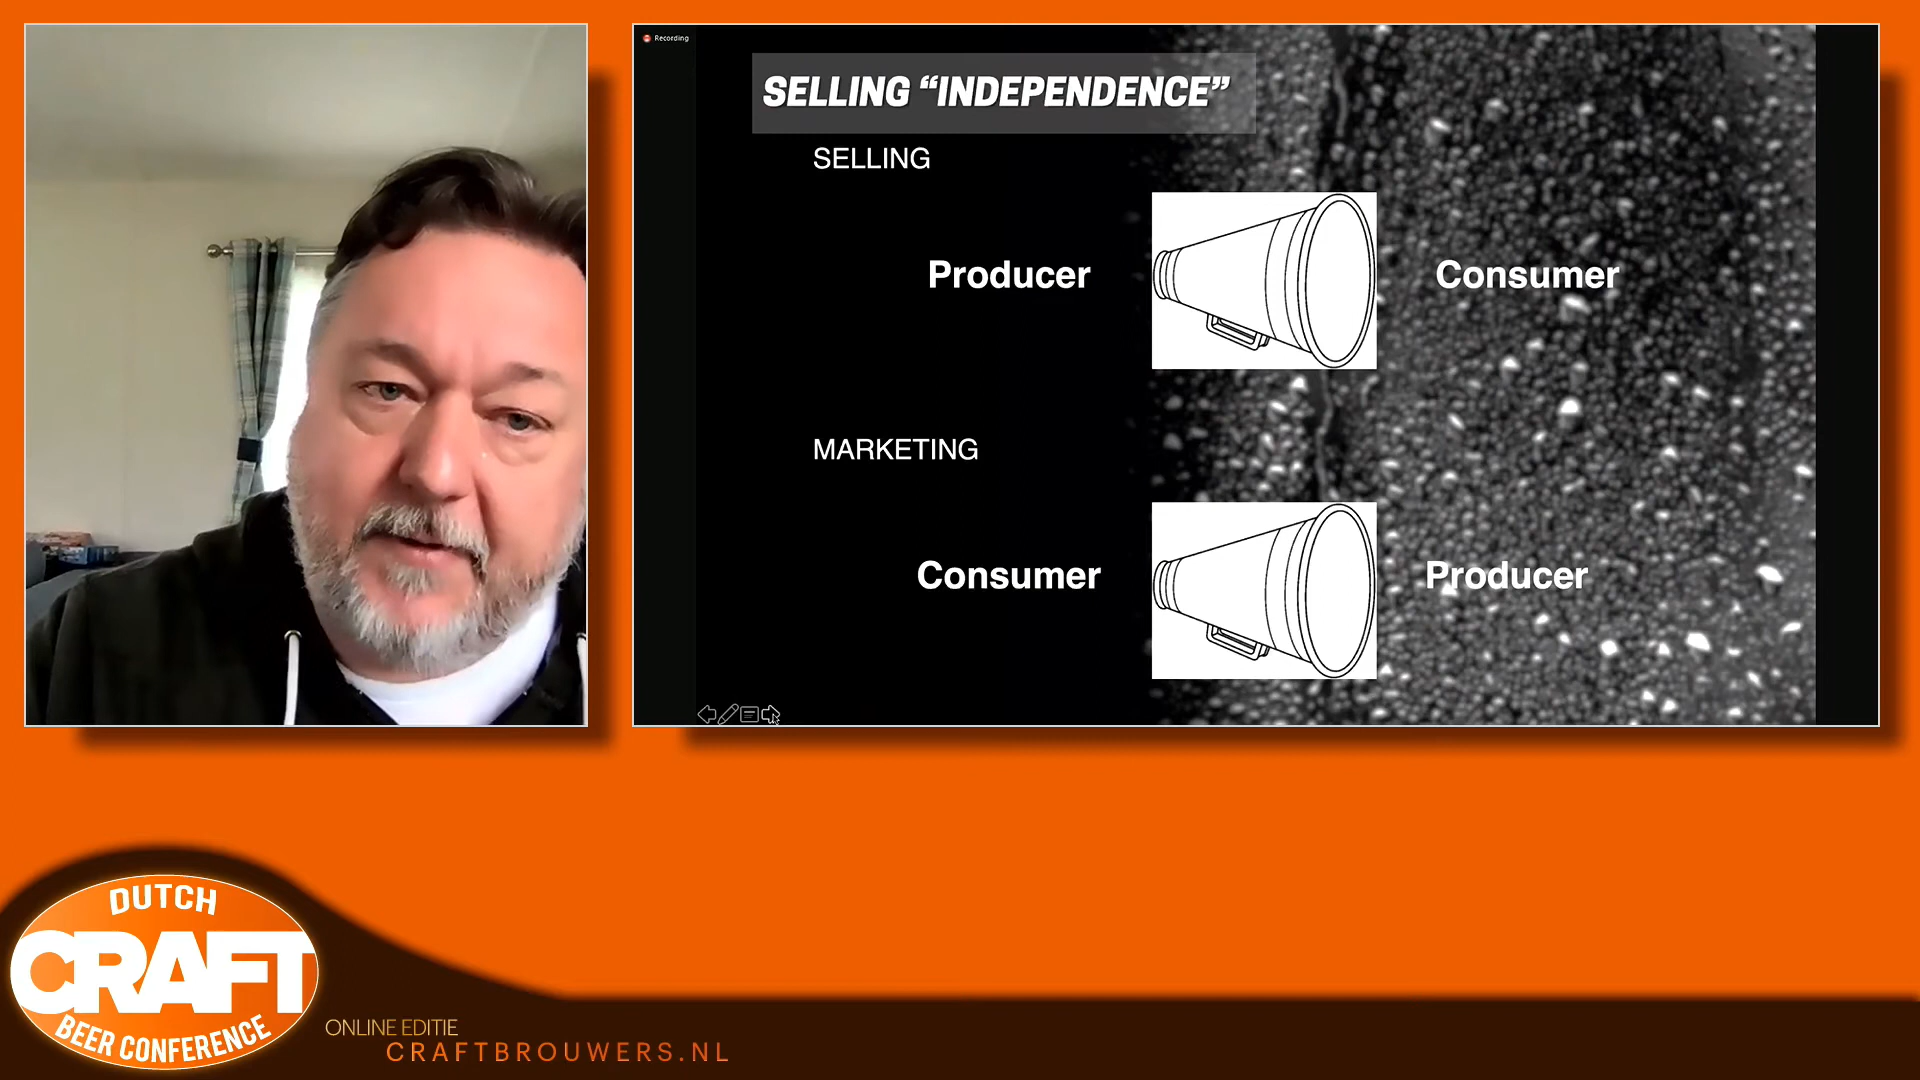 Recording
SELLING “INDEPENDENCE”
SELLING
Producer
Consumer
MARKETING
Consumer
Producer
DUTCH
CRAFT
BEER CONFERENCE
ONLINE EDITIE
CRAFTBROUWERS.NL